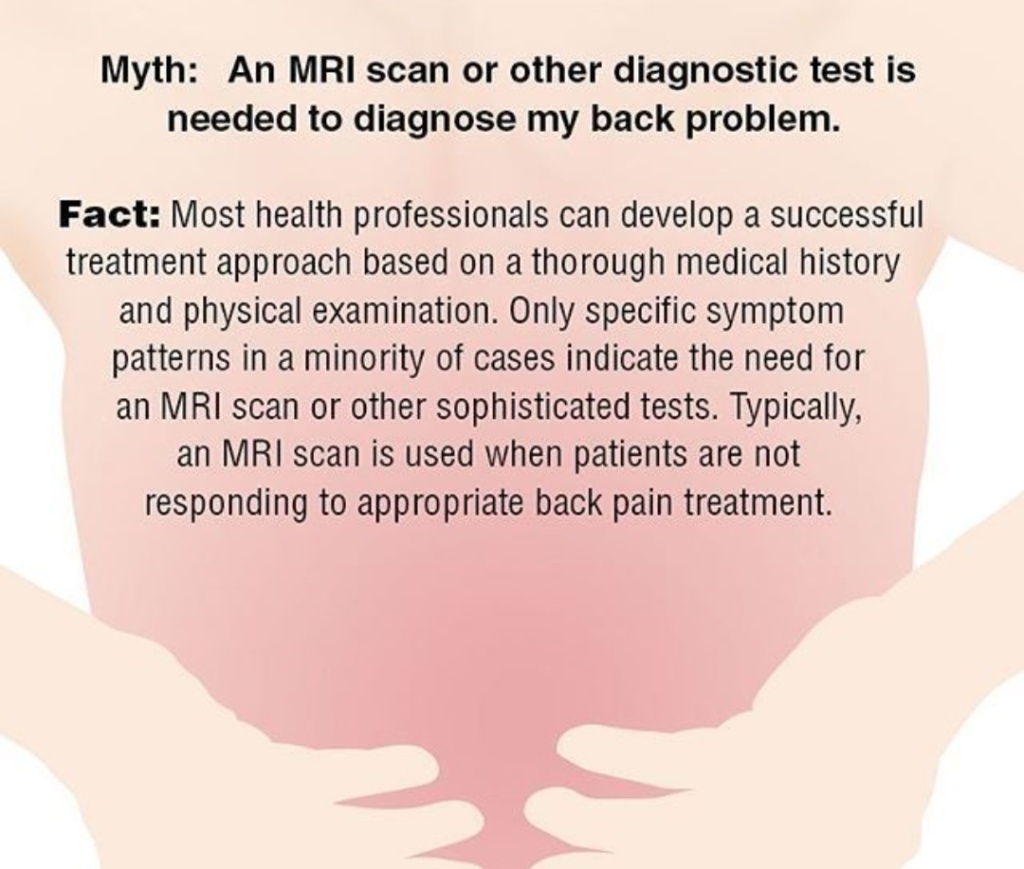 Myth: An MRI scan or other diagnostic test is
needed to diagnose my back problem.
Fact: Most health professionals can develop a successful
treatment approach based on a thorough medical history
and physical examination. Only specific symptom
patterns in a minority of cases indicate the need for
an MRI scan or other sophisticated tests. Typically,
an MRI scan is used when patients are not
responding to appropriate back pain treatment.